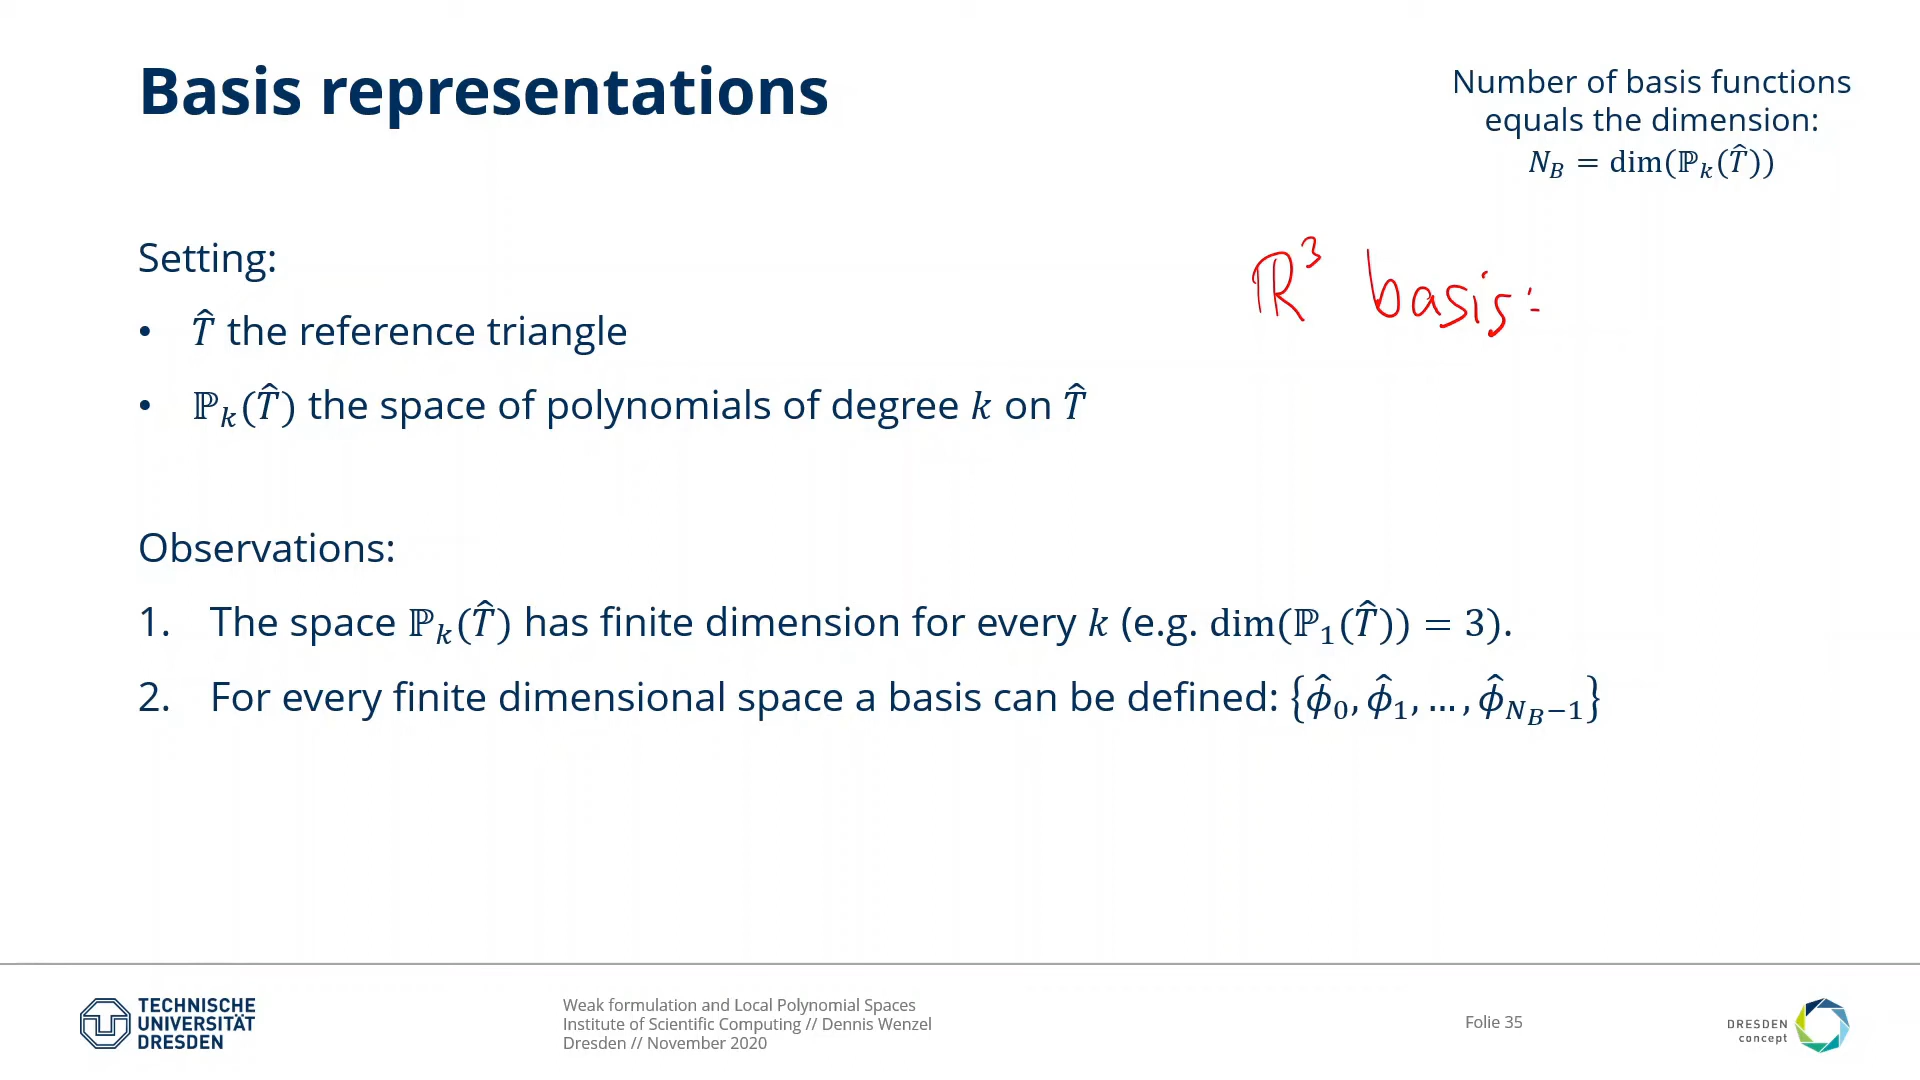 Basis representations
Number of basis functions
equals the dimension:
N_B = dim(ℙ_k(T̂))
ℝ³ basis:
Setting:
• T̂ the reference triangle
• ℙ_k(T̂) the space of polynomials of degree k on T̂
Observations:
1. The space ℙ_k(T̂) has finite dimension for every k (e.g. dim(ℙ₁(T̂)) = 3).
2. For every finite dimensional space a basis can be defined: {ϕ̂₀, ϕ̂₁, … , ϕ̂_{N_B−1}}
TECHNISCHE
UNIVERSITÄT
DRESDEN
Weak formulation and Local Polynomial Spaces
Institute of Scientific Computing // Dennis Wenzel
Dresden // November 2020
Folie 35
DRESDEN
concept